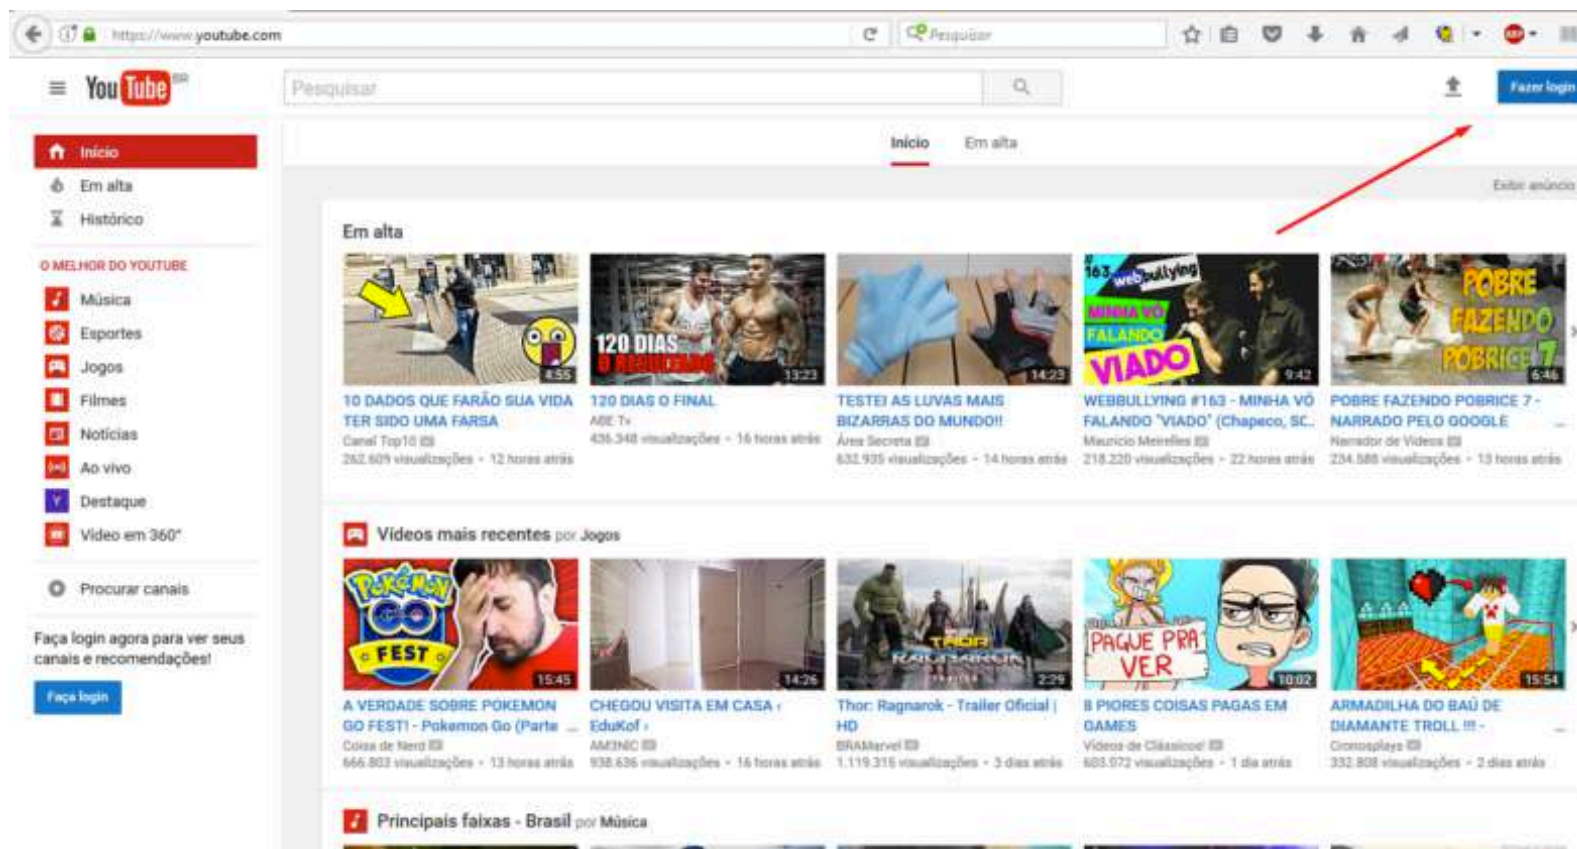 https://www.youtube.com
Pesquisar
YouTube BR
Pesquisar
Fazer login
Início
Em alta
Início
Em alta
Histórico
Exibir anúncio
O MELHOR DO YOUTUBE
Música
Esportes
Jogos
Filmes
Notícias
Ao vivo
Destaque
Vídeo em 360°
Procurar canais
Faça login agora para ver seus
canais e recomendações!
Faça login
Em alta
4:55
120 DIAS
O RESULTADO
13:23
14:23
163 webbullying
MINHA VÓ
FALANDO
VIADO
9:42
POBRE
FAZENDO
POBRICE 7
6:46
10 DADOS QUE FARÃO SUA VIDA
TER SIDO UMA FARSA
Canal Top10
262.609 visualizações • 12 horas atrás
120 DIAS O FINAL
ABE Tv
436.348 visualizações • 16 horas atrás
TESTEI AS LUVAS MAIS
BIZARRAS DO MUNDO!!
Área Secreta
632.935 visualizações • 14 horas atrás
WEBBULLYING #163 - MINHA VÓ
FALANDO "VIADO" (Chapeco, SC...
Mauricio Meirelles
218.220 visualizações • 22 horas atrás
POBRE FAZENDO POBRICE 7 -
NARRADO PELO GOOGLE ...
Narrador de Videos
234.588 visualizações • 13 horas atrás
Vídeos mais recentes por Jogos
POKÉMON
GO
FEST
15:45
14:26
THOR
RAGNAROK
TRAILER
2:29
PAGUE PRA
VER
10:02
15:54
A VERDADE SOBRE POKEMON
GO FEST! - Pokemon Go (Parte ...
Coisa de Nerd
666.803 visualizações • 13 horas atrás
CHEGOU VISITA EM CASA ‹
EduKof ›
AM3NIC
938.636 visualizações • 16 horas atrás
Thor: Ragnarok - Trailer Oficial |
HD
BRAMarvel
1.119.315 visualizações • 3 dias atrás
8 PIORES COISAS PAGAS EM
GAMES
Vídeos de Clássicos!
603.072 visualizações • 1 dia atrás
ARMADILHA DO BAÚ DE
DIAMANTE TROLL !!! - ...
Cronosplays
332.808 visualizações • 2 dias atrás
Principais faixas - Brasil por Música